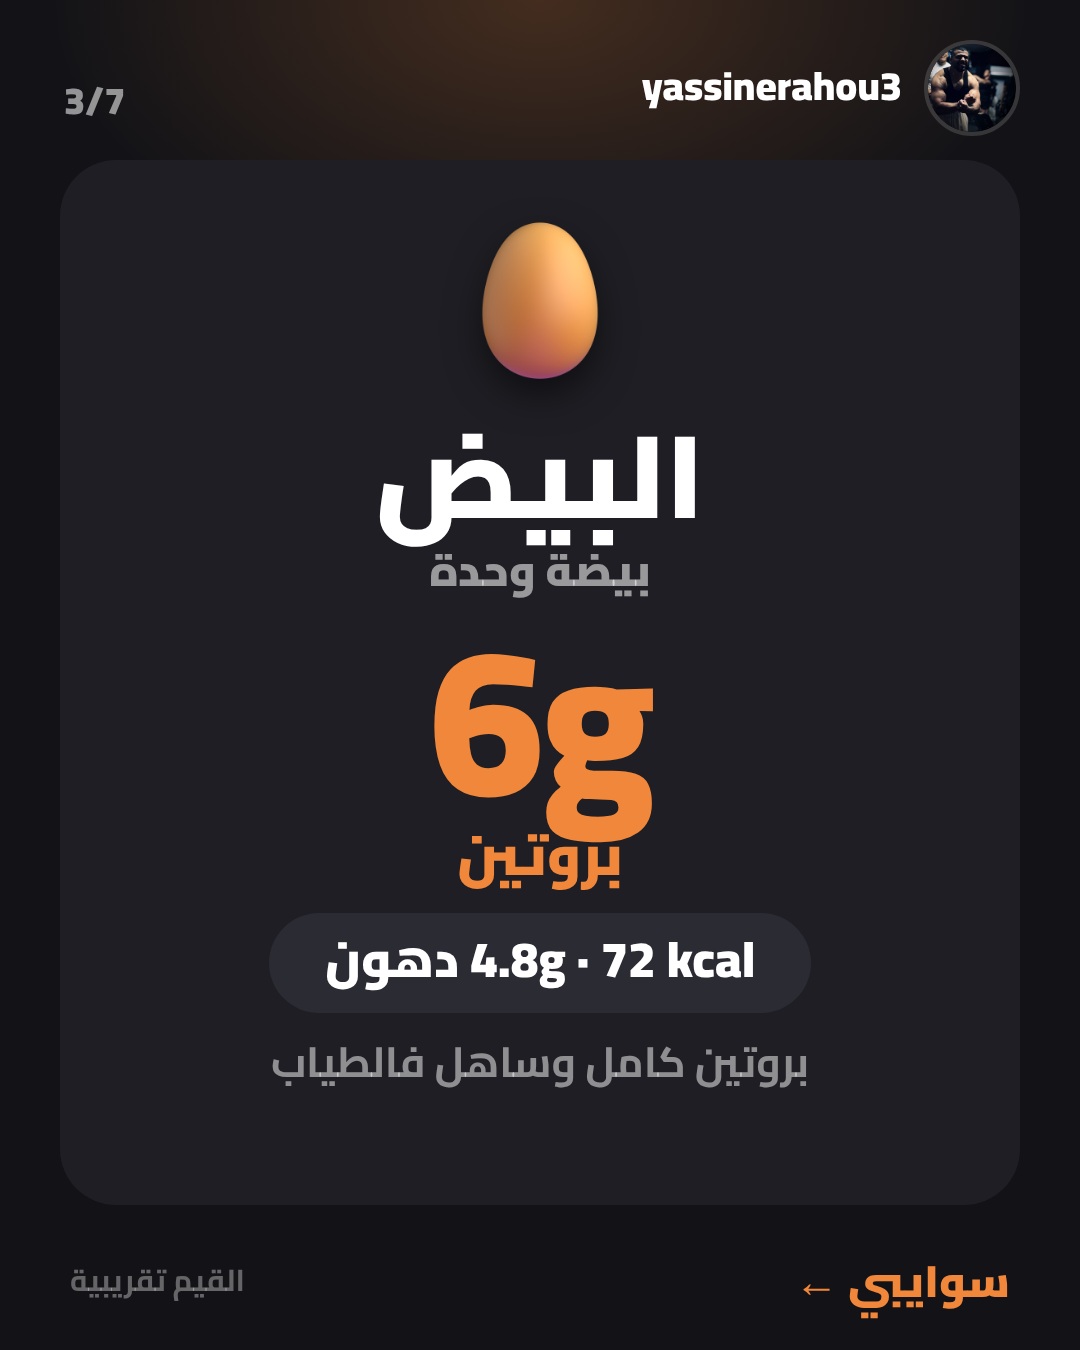 yassinerahou3
3/7
البيض
بيضة وحدة
6g
بروتين
72 kcal · 4.8g دهون
بروتين كامل وساهل فالطياب
سوايبي ←
القيم تقريبية